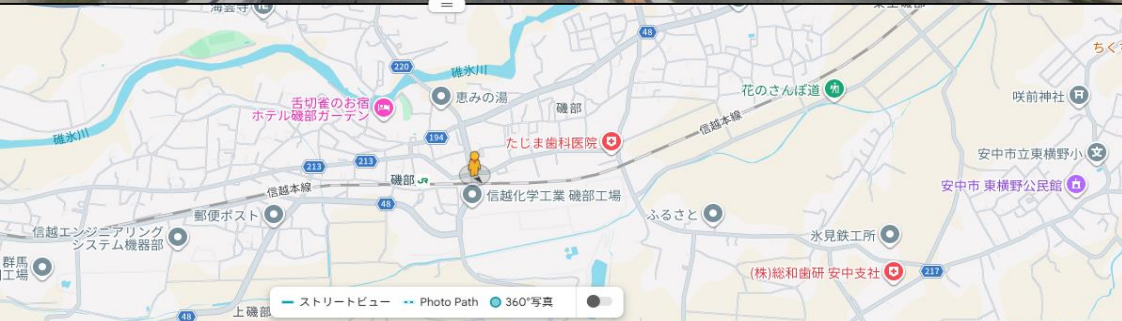 48
220
碓氷川
恵みの湯
舌切雀のお宿
ホテル磯部ガーデン
磯部
花のさんぽ道
咲前神社
碓氷川
194
たじま歯科医院
信越本線
安中市立東横野小
213
213
磯部
JR
信越本線
信越化学工業 磯部工場
安中市 東横野公民館
48
郵便ポスト
ふるさと
信越エンジニアリング
システム機器部
氷見鉄工所
群馬
工場
(株)総和歯研 安中支社
217
ストリートビュー
Photo Path
360°写真
上磯部
48